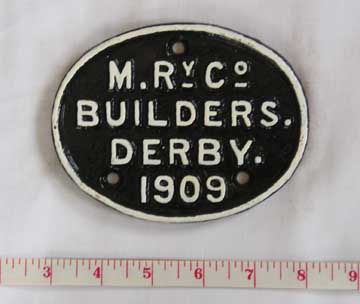 M. Rʸ Cº
BUILDERS.
DERBY.
1909
3 4 5 6 7 8 9